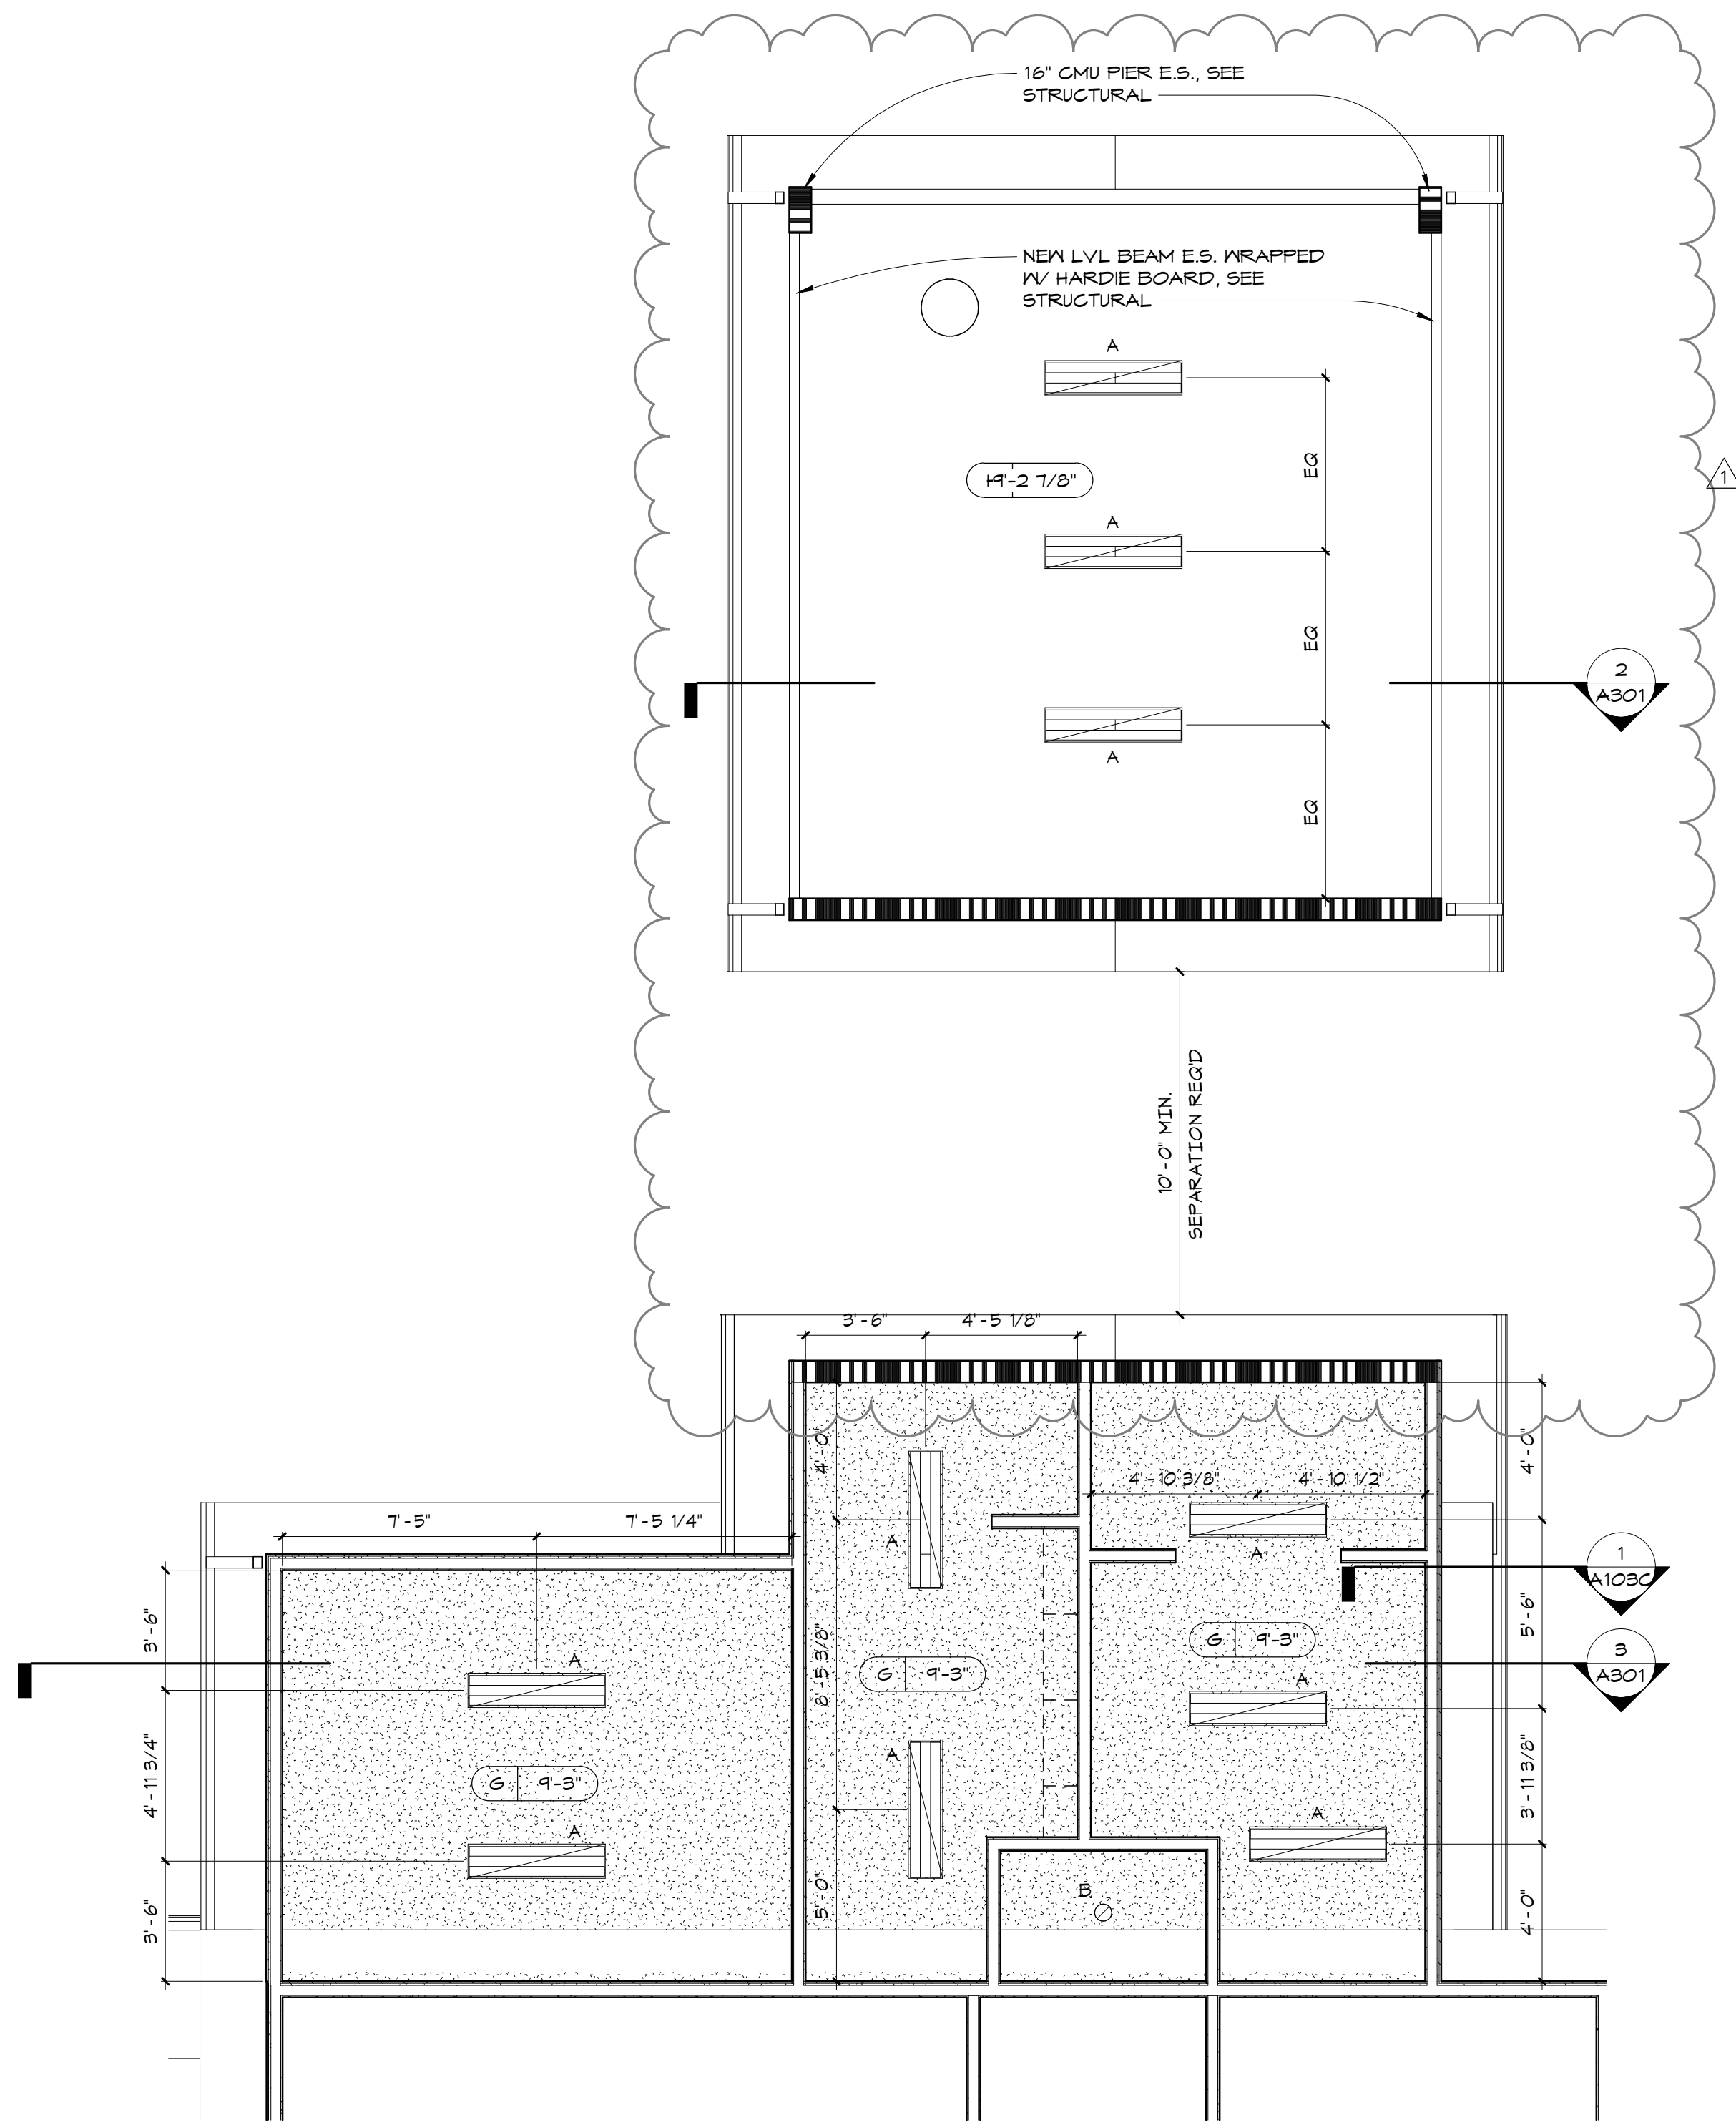 16" CMU PIER E.S., SEE
STRUCTURAL
NEW LVL BEAM E.S. WRAPPED
W/ HARDIE BOARD, SEE
STRUCTURAL
A
EQ
9'-2 7/8"
1
A
EQ
2
A301
A
EQ
10'-0" MIN.
SEPARATION REQ'D
3'-6"
4'-5 1/8"
4'-0"
4'-0"
4'-10 3/8"
4'-10 1/2"
7'-5"
7'-5 1/4"
A
A
1
A103C
3'-6"
5'-6"
G 9'-3"
3
A301
A
8'-5 3/8"
G 9'-3"
A
4'-11 3/4"
G 9'-3"
A
3'-11 3/8"
A
A
3'-6"
5'-0"
B
4'-0"